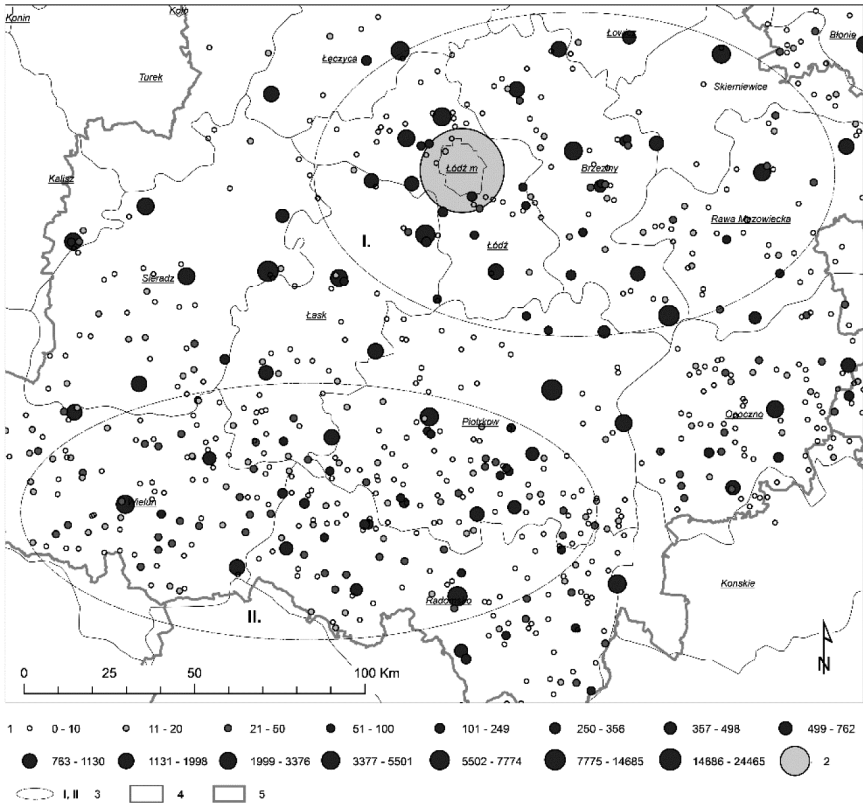 Konin
Koło
Turek
Łęczyca
Łowicz
Błonie
Skierniewice
Kalisz
Łódź m
Brzeziny
Rawa Mazowiecka
I.
Łódź
Sieradz
Łask
Piotrkow
Opoczno
Wieluń
Radomsko
Konskie
II.
N
0 25 50 100 Km
1 0 - 10 11 - 20 21 - 50 51 - 100 101 - 249 250 - 356 357 - 498 499 - 762
763 - 1130 1131 - 1998 1999 - 3376 3377 - 5501 5502 - 7774 7775 - 14685 14686 - 24465 2
I, II 3 4 5